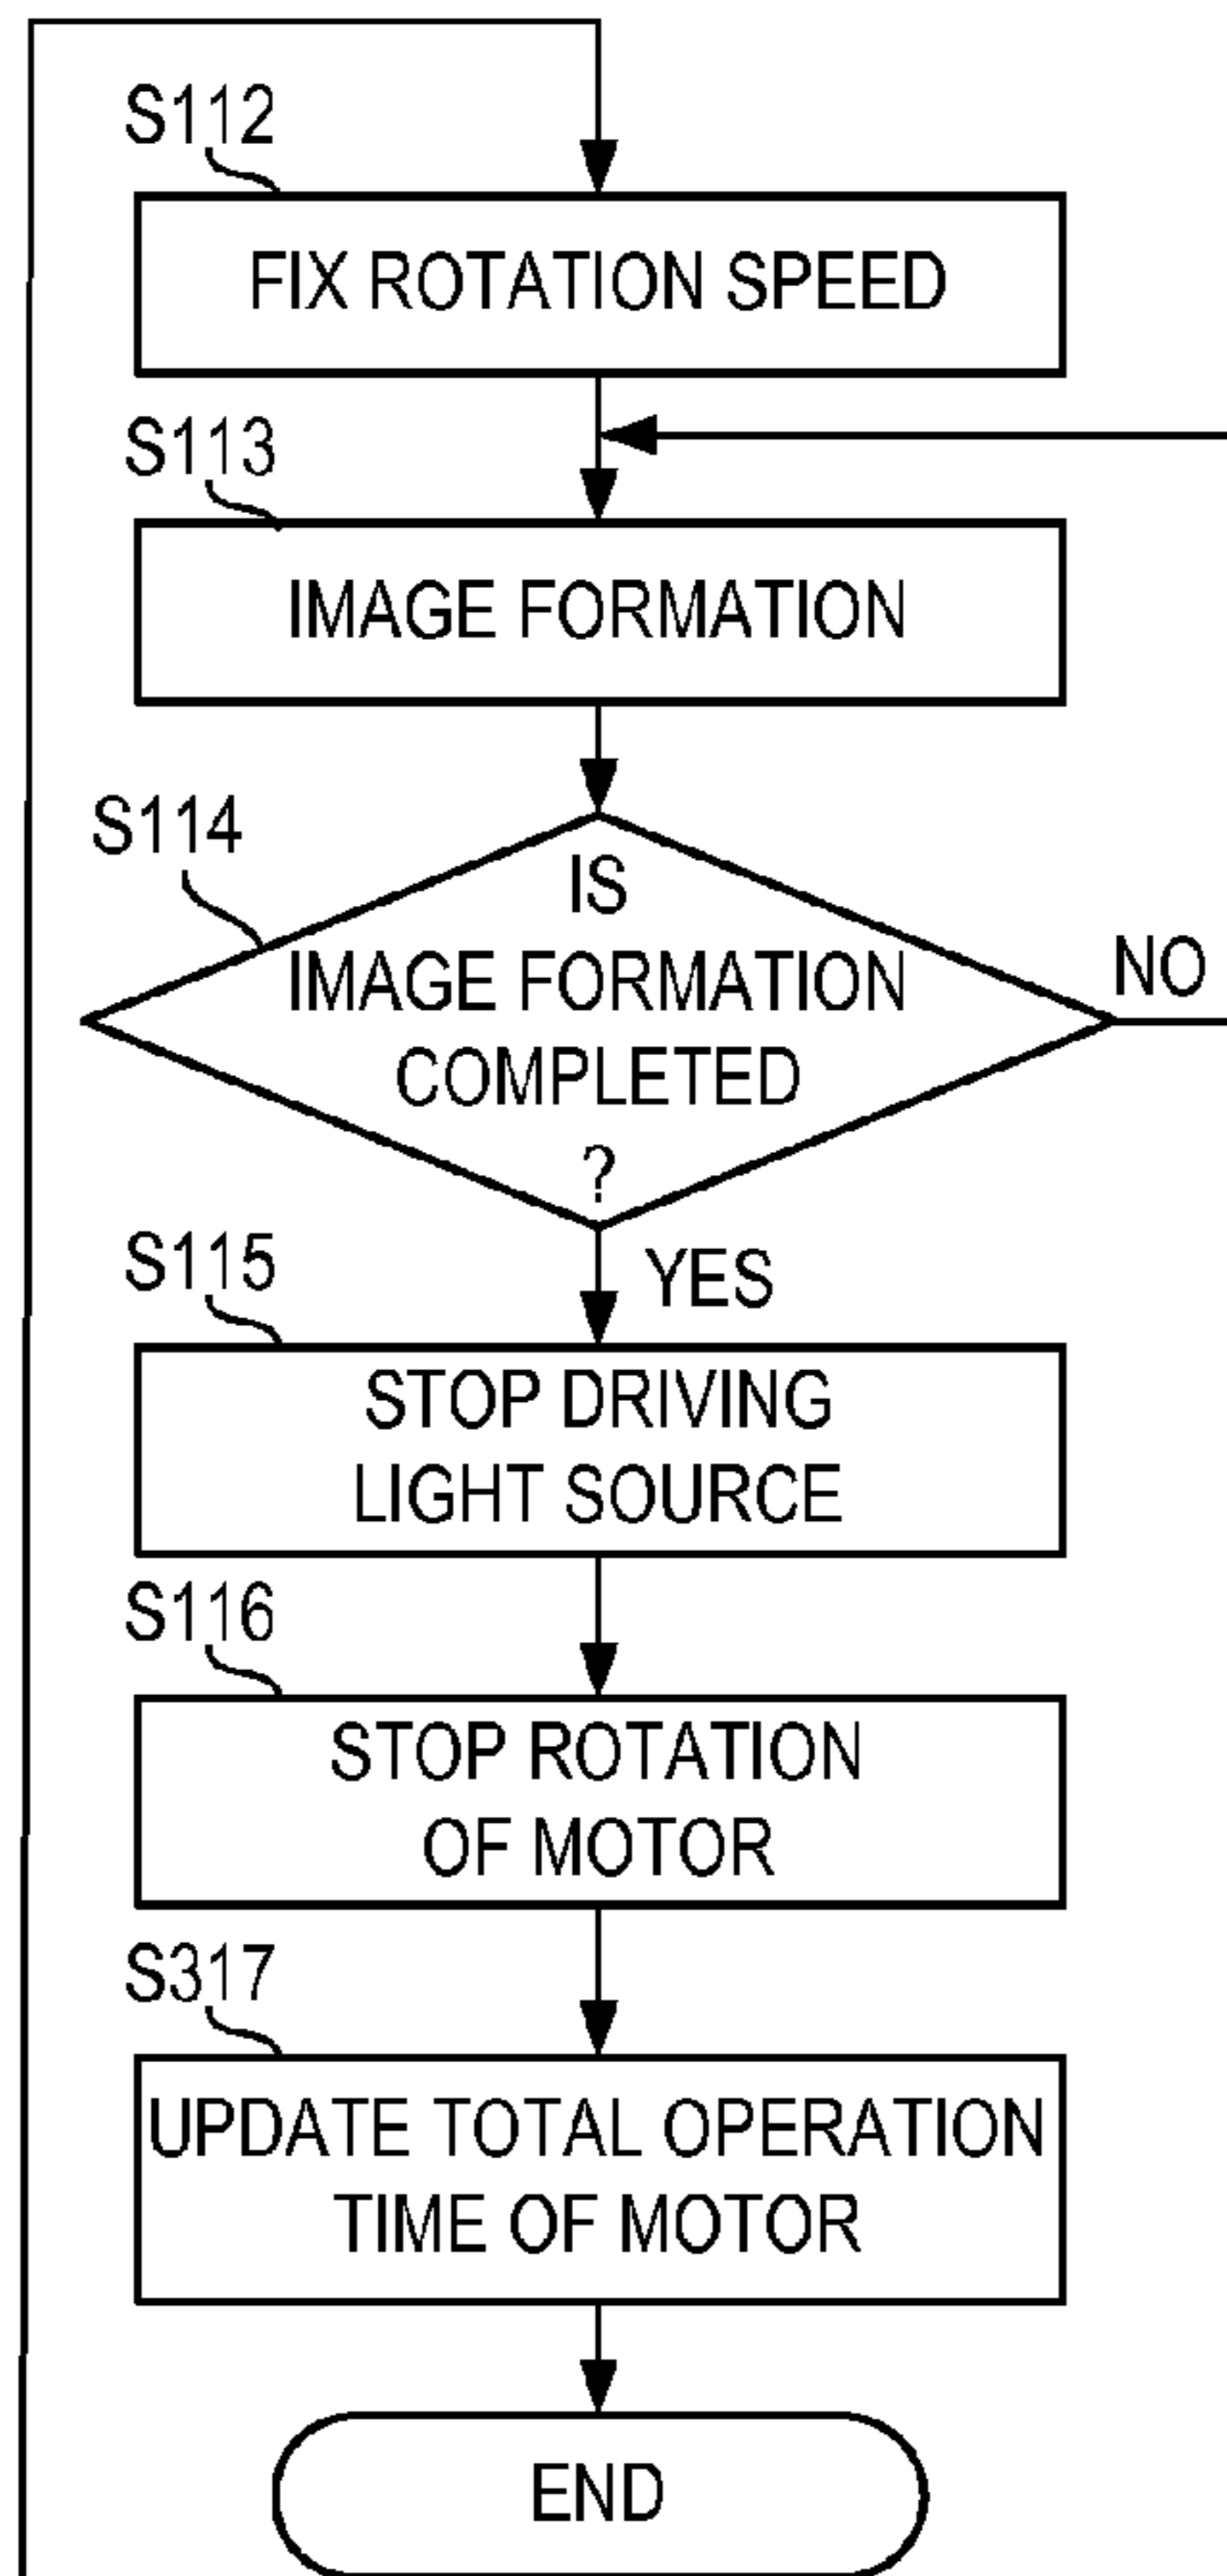 S112
FIX ROTATION SPEED
S113
IMAGE FORMATION
S114
IS
IMAGE FORMATION
COMPLETED
?
NO
YES
S115
STOP DRIVING
LIGHT SOURCE
S116
STOP ROTATION
OF MOTOR
S317
UPDATE TOTAL OPERATION
TIME OF MOTOR
END